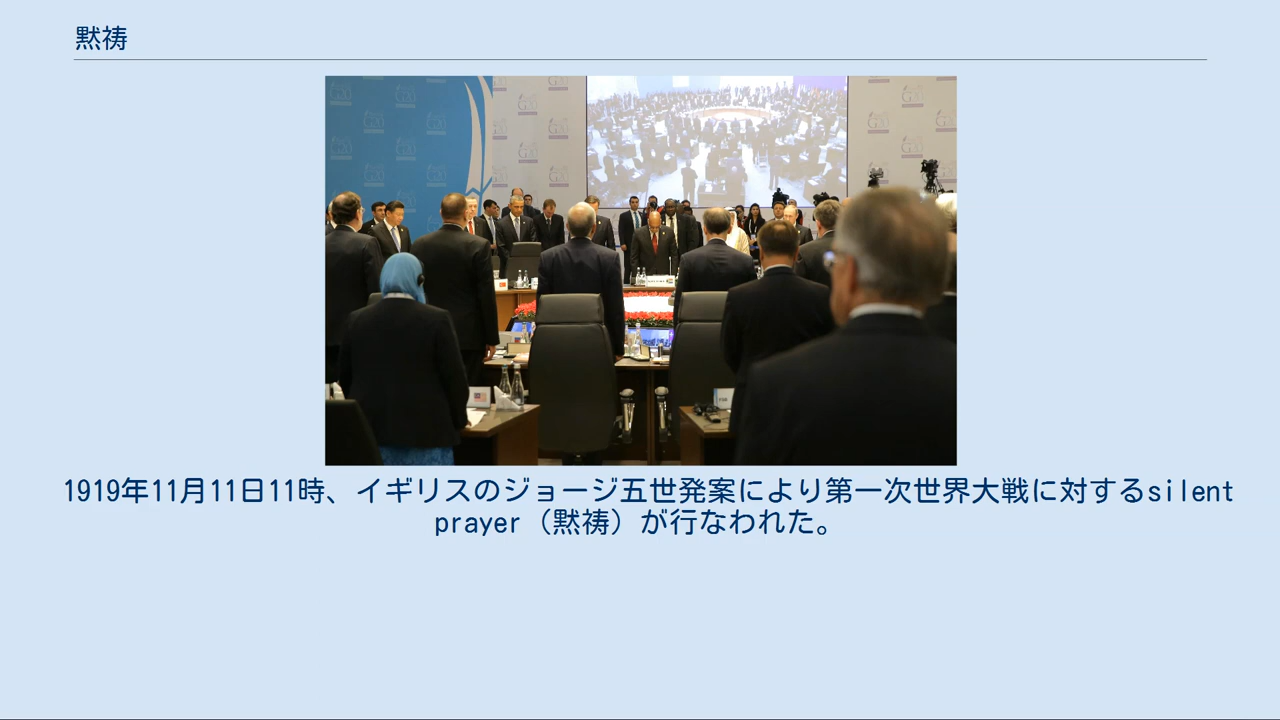 黙祷
G20
1919年11月11日11時、イギリスのジョージ五世発案により第一次世界大戦に対するsilent
prayer（黙祷）が行なわれた。